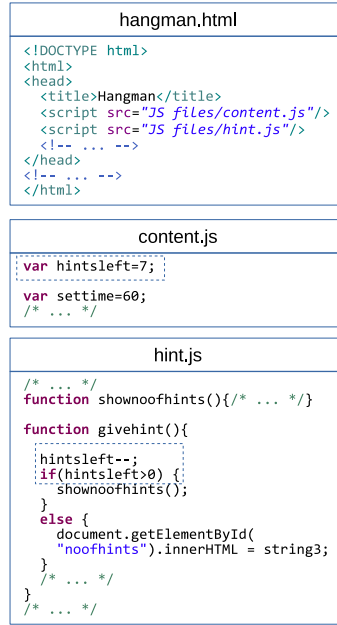 hangman.html
<!DOCTYPE html>
<html>
<head>
  <title>Hangman</title>
  <script src="JS files/content.js"/>
  <script src="JS files/hint.js"/>
  <!-- ... -->
</head>
<!-- ... -->
</html>
content.js
var hintsleft=7;
var settime=60;
/* ... */
hint.js
/* ... */
function shownoofhints(){/* ... */}
function givehint(){
  hintsleft--;
  if(hintsleft>0) {
    shownoofhints();
  }
  else {
    document.getElementById(
    "noofhints").innerHTML = string3;
  }
  /* ... */
}
/* ... */